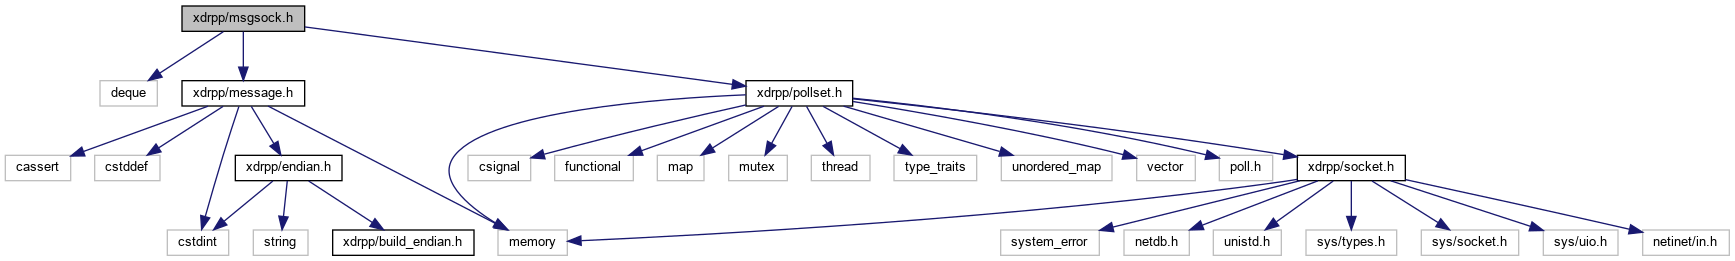 xdrpp/msgsock.h
deque
xdrpp/message.h
xdrpp/pollset.h
cassert
cstddef
xdrpp/endian.h
csignal
functional
map
mutex
thread
type_traits
unordered_map
vector
poll.h
xdrpp/socket.h
cstdint
string
xdrpp/build_endian.h
memory
system_error
netdb.h
unistd.h
sys/types.h
sys/socket.h
sys/uio.h
netinet/in.h